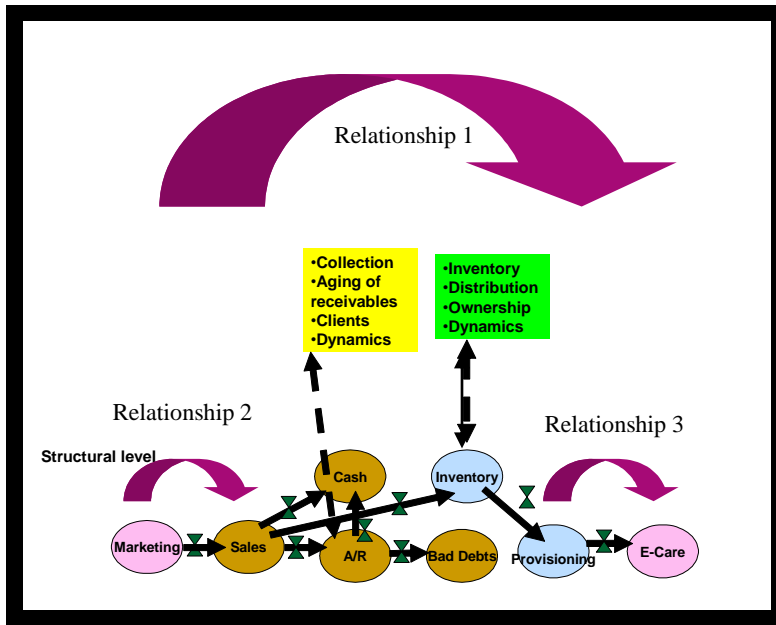 Relationship 1
•Collection
•Aging of
receivables
•Clients
•Dynamics
•Inventory
•Distribution
•Ownership
•Dynamics
Relationship 2
Relationship 3
Structural level
Cash
Inventory
Marketing
Sales
A/R
Bad Debts
Provisioning
E-Care